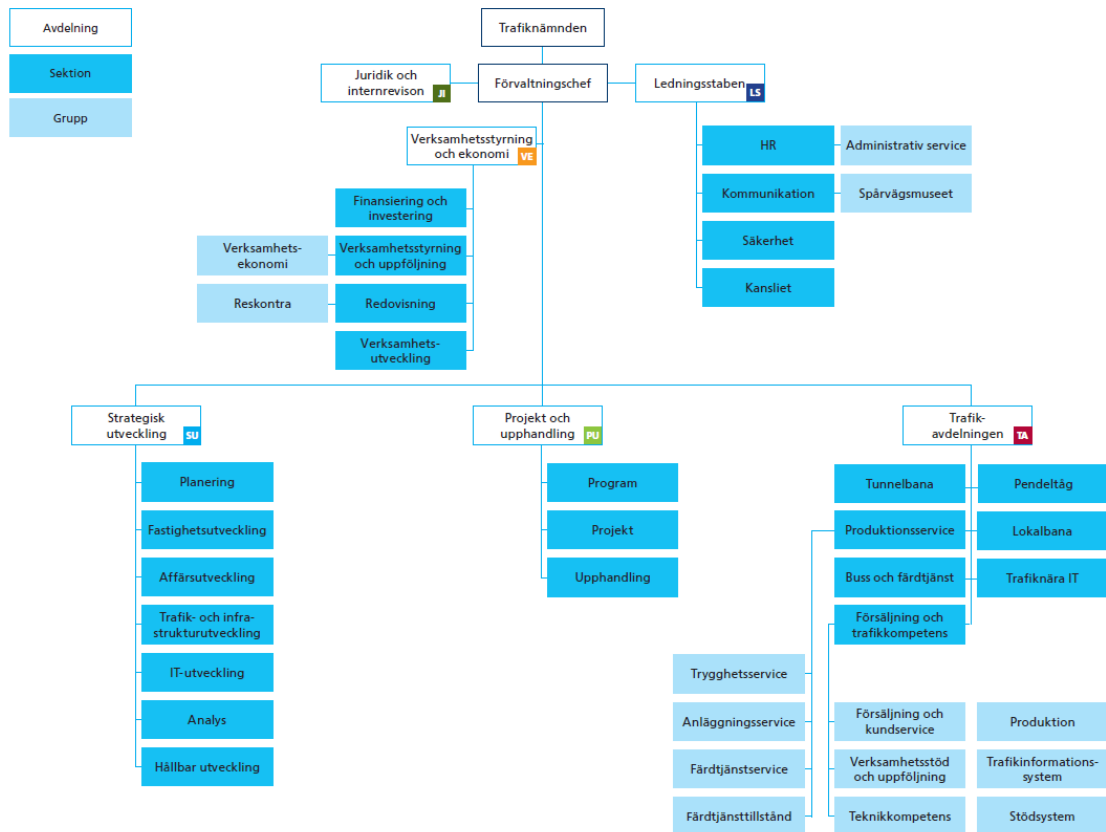 Avdelning
Sektion
Grupp
Trafiknämnden
Förvaltningschef
Juridik och
internrevison
JI
Ledningsstaben
LS
Verksamhetsstyrning
och ekonomi
VE
HR
Administrativ service
Kommunikation
Spårvägsmuseet
Säkerhet
Kansliet
Finansiering och
investering
Verksamhets-
ekonomi
Verksamhetsstyrning
och uppföljning
Reskontra
Redovisning
Verksamhets-
utveckling
Strategisk
utveckling
SU
Planering
Fastighetsutveckling
Affärsutveckling
Trafik- och infra-
strukturutveckling
IT-utveckling
Analys
Hållbar utveckling
Projekt och
upphandling
PU
Program
Projekt
Upphandling
Trafik-
avdelningen
TA
Tunnelbana
Pendeltåg
Produktionsservice
Lokalbana
Buss och färdtjänst
Trafiknära IT
Försäljning och
trafikkompetens
Trygghetsservice
Anläggningsservice
Färdtjänstservice
Färdtjänsttillstånd
Försäljning och
kundservice
Produktion
Verksamhetsstöd
och uppföljning
Trafikinformations-
system
Teknikkompetens
Stödsystem